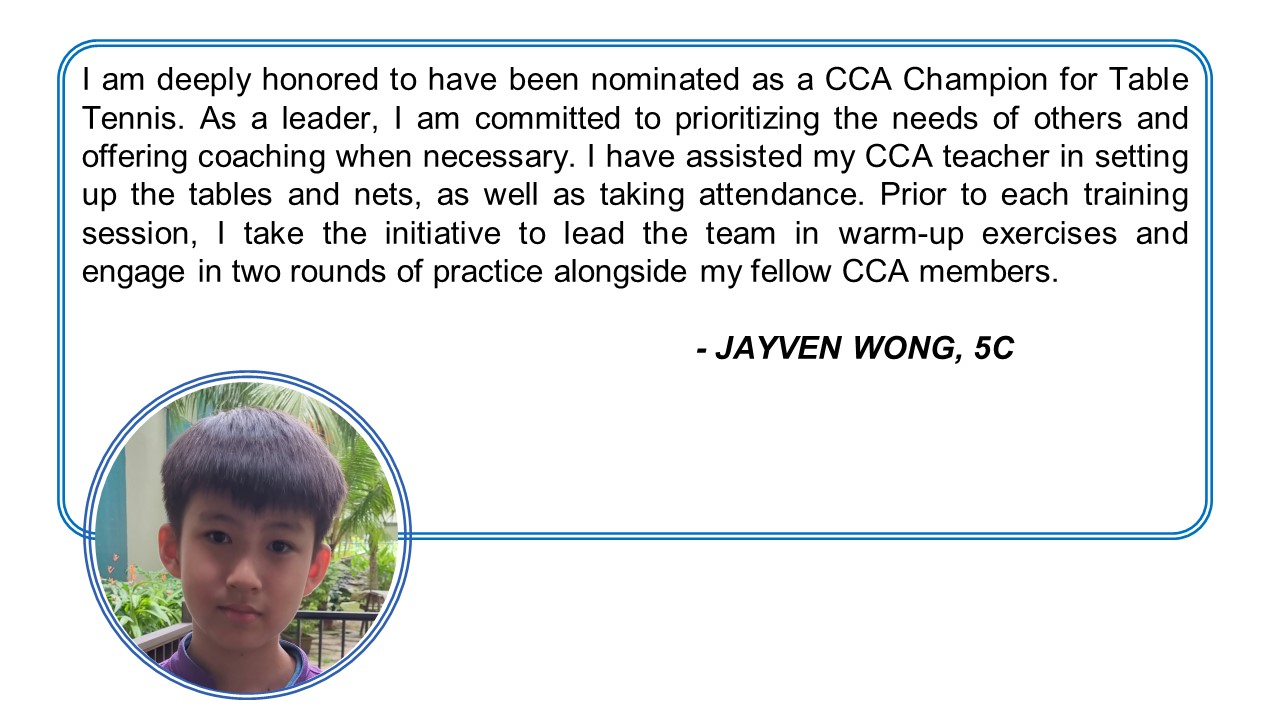 I am deeply honored to have been nominated as a CCA Champion for Table
Tennis. As a leader, I am committed to prioritizing the needs of others and
offering coaching when necessary. I have assisted my CCA teacher in setting
up the tables and nets, as well as taking attendance. Prior to each training
session, I take the initiative to lead the team in warm-up exercises and
engage in two rounds of practice alongside my fellow CCA members.
- JAYVEN WONG, 5C